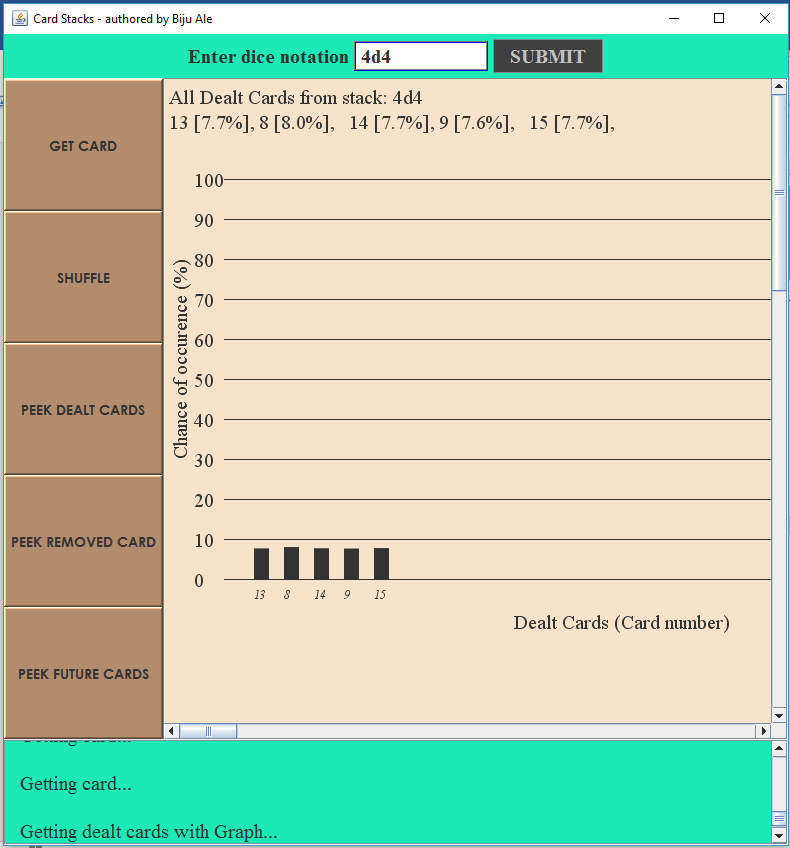 Card Stacks - authored by Biju Ale
Enter dice notation 4d4 SUBMIT
GET CARD
SHUFFLE
PEEK DEALT CARDS
PEEK REMOVED CARD
PEEK FUTURE CARDS
All Dealt Cards from stack: 4d4
13 [7.7%], 8 [8.0%], 14 [7.7%], 9 [7.6%], 15 [7.7%],
Chance of occurence (%)
100
90
80
70
60
50
40
30
20
10
0
13 8 14 9 15
Dealt Cards (Card number)
Getting card...
Getting card...
Getting dealt cards with Graph...